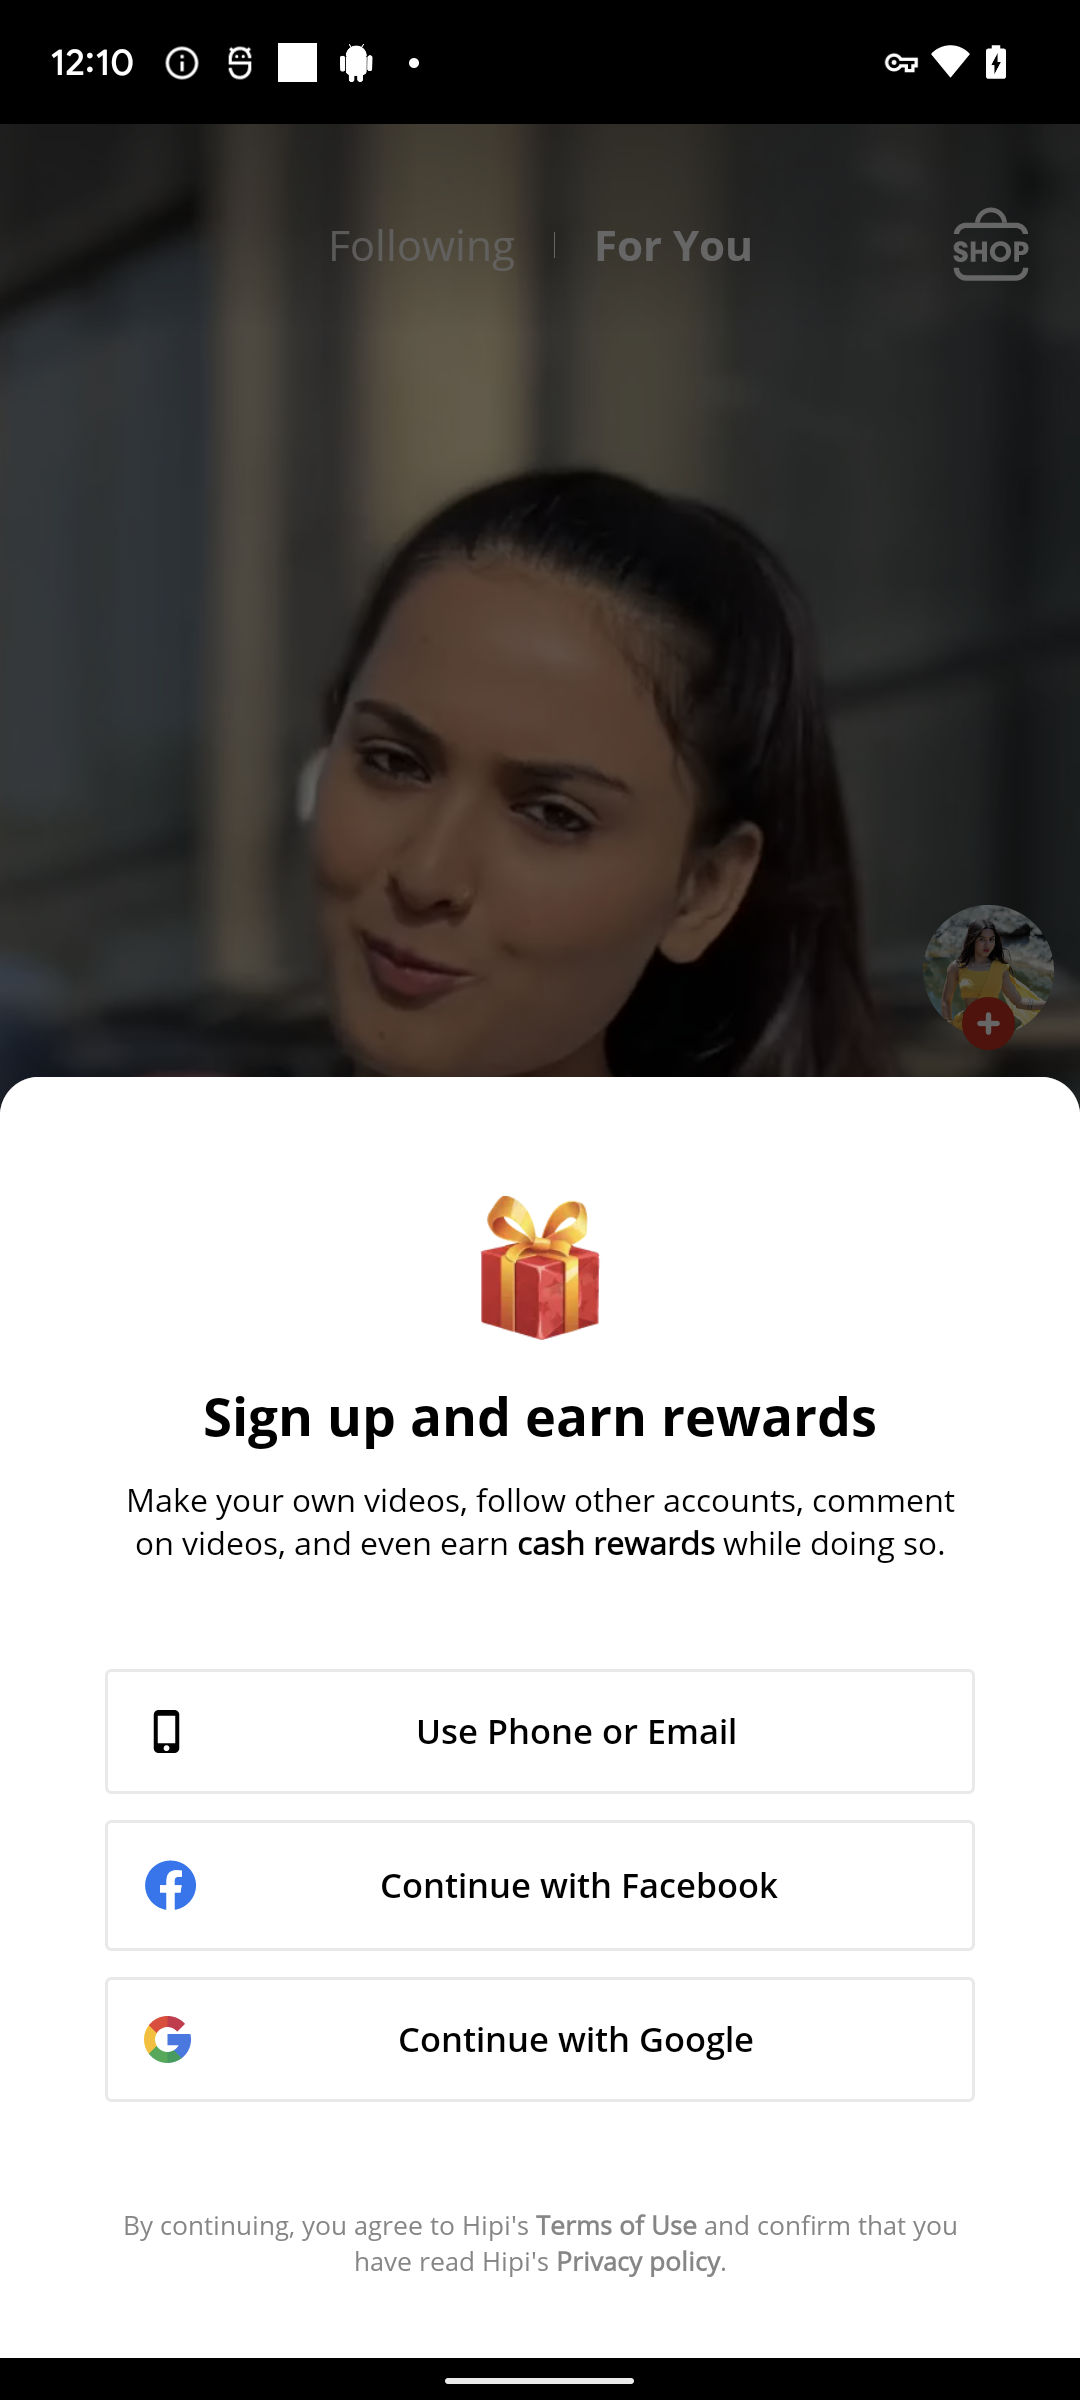 12:10
Following | For You
SHOP
Sign up and earn rewards
Make your own videos, follow other accounts, comment
on videos, and even earn cash rewards while doing so.
Use Phone or Email
Continue with Facebook
Continue with Google
By continuing, you agree to Hipi's Terms of Use and confirm that you
have read Hipi's Privacy policy.